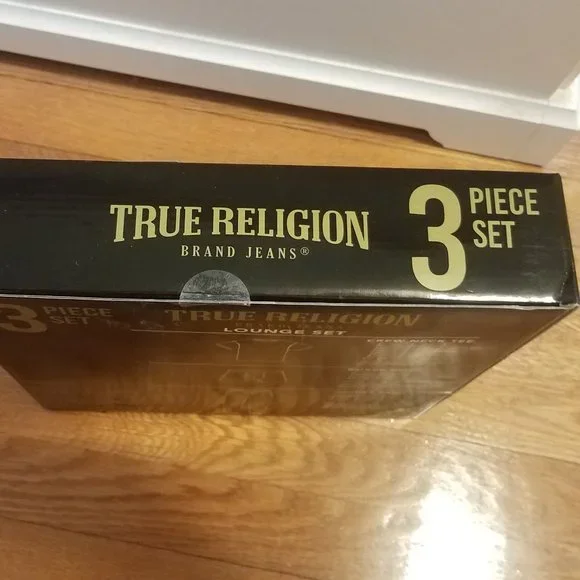 TRUE RELIGION
BRAND JEANS®
3 PIECE
SET
3 PIECE
SET
TRUE RELIGION
LOUNGE SET
CREW NECK TEE